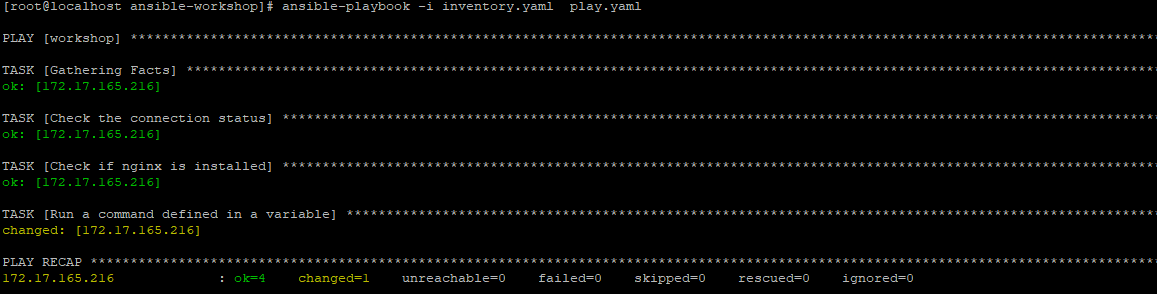 [root@localhost ansible-workshop]# ansible-playbook -i inventory.yaml  play.yaml
PLAY [workshop] ********************************************************************************************************************************
TASK [Gathering Facts] *************************************************************************************************************************
ok: [172.17.165.216]
TASK [Check the connection status] *************************************************************************************************************
ok: [172.17.165.216]
TASK [Check if nginx is installed] *************************************************************************************************************
ok: [172.17.165.216]
TASK [Run a command defined in a variable] *****************************************************************************************************
changed: [172.17.165.216]
PLAY RECAP *************************************************************************************************************************************
172.17.165.216             : ok=4    changed=1    unreachable=0    failed=0    skipped=0    rescued=0    ignored=0